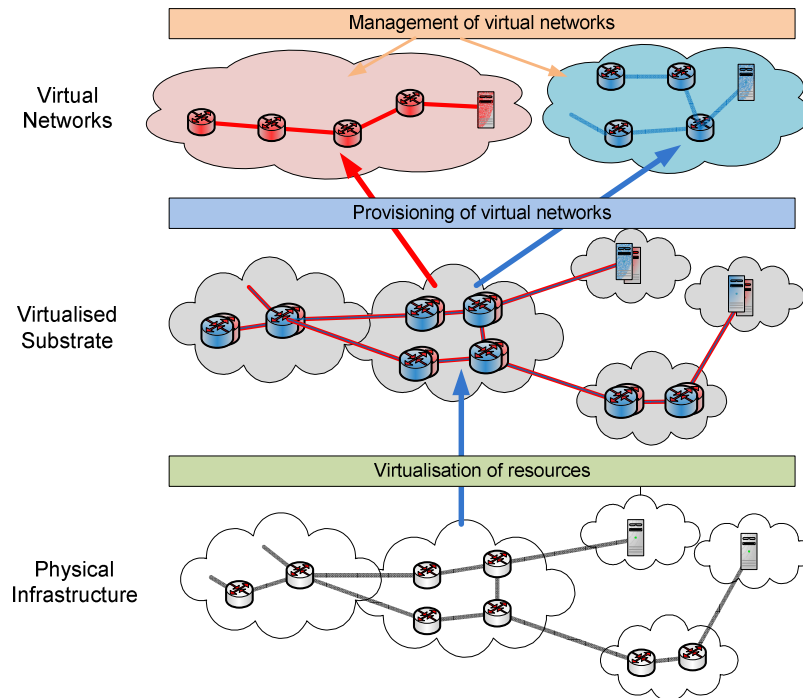 Management of virtual networks
Virtual
Networks
Provisioning of virtual networks
Virtualised
Substrate
Virtualisation of resources
Physical
Infrastructure